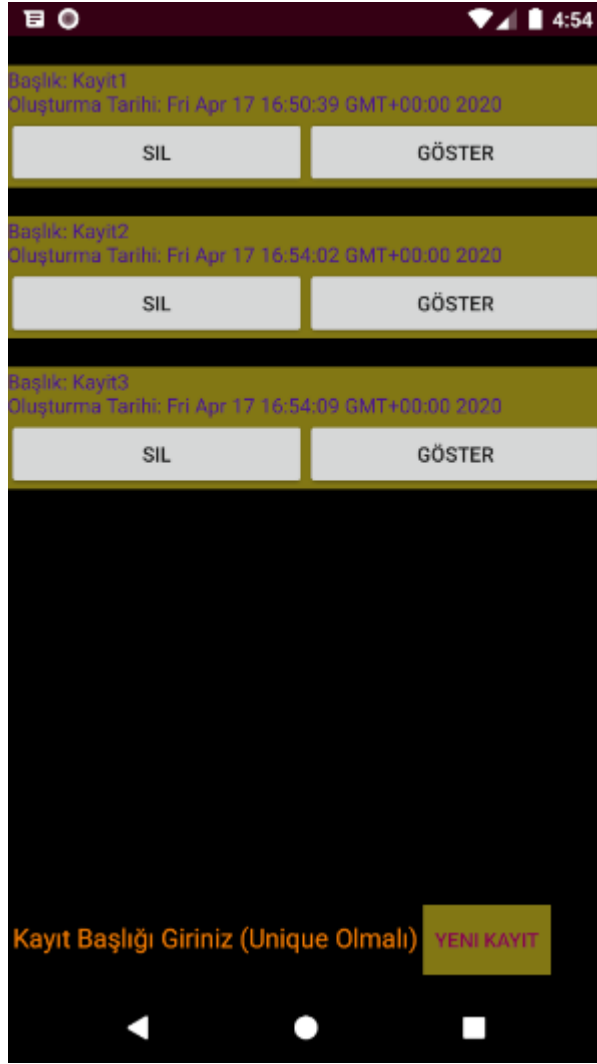 4:54
Başlık: Kayit1
Oluşturma Tarihi: Fri Apr 17 16:50:39 GMT+00:00 2020
SIL GÖSTER
Başlık: Kayit2
Oluşturma Tarihi: Fri Apr 17 16:54:02 GMT+00:00 2020
SIL GÖSTER
Başlık: Kayit3
Oluşturma Tarihi: Fri Apr 17 16:54:09 GMT+00:00 2020
SIL GÖSTER
Kayıt Başlığı Giriniz (Unique Olmalı) YENI KAYIT